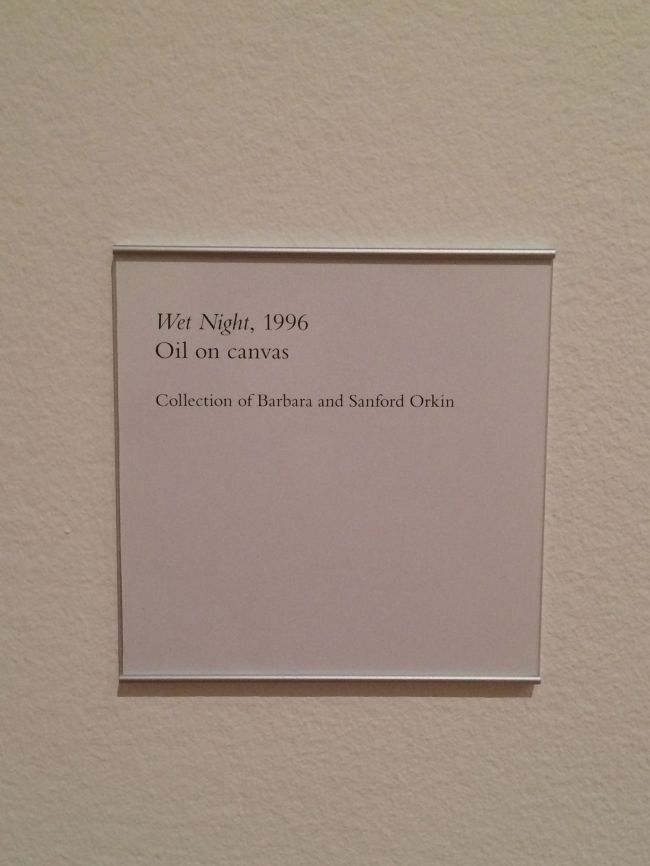 Wet Night, 1996
Oil on canvas
Collection of Barbara and Sanford Orkin